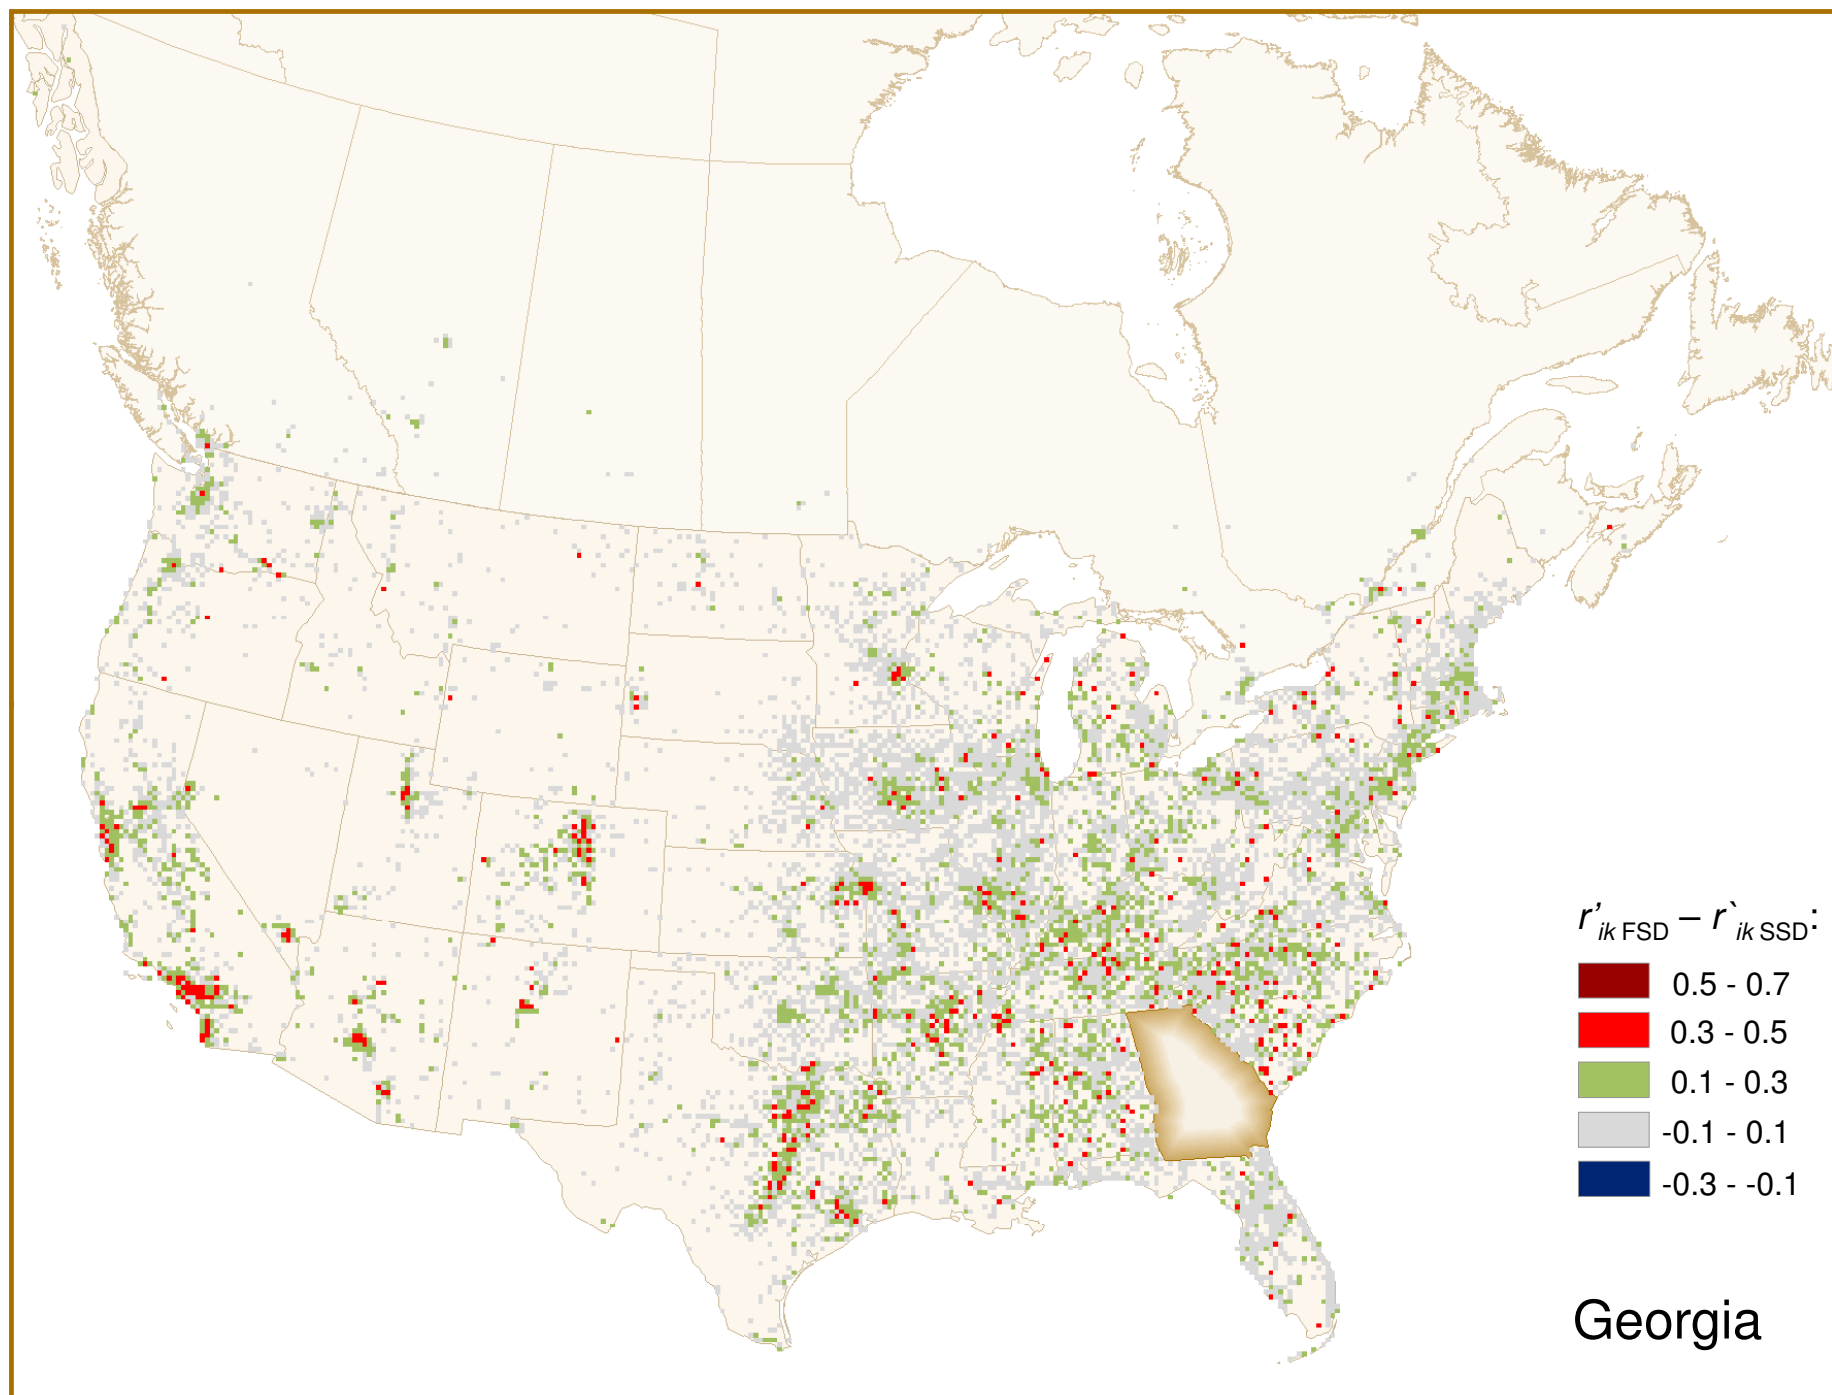 r’ik FSD – r`ik SSD:
0.5 - 0.7
0.3 - 0.5
0.1 - 0.3
-0.1 - 0.1
-0.3 - -0.1
Georgia